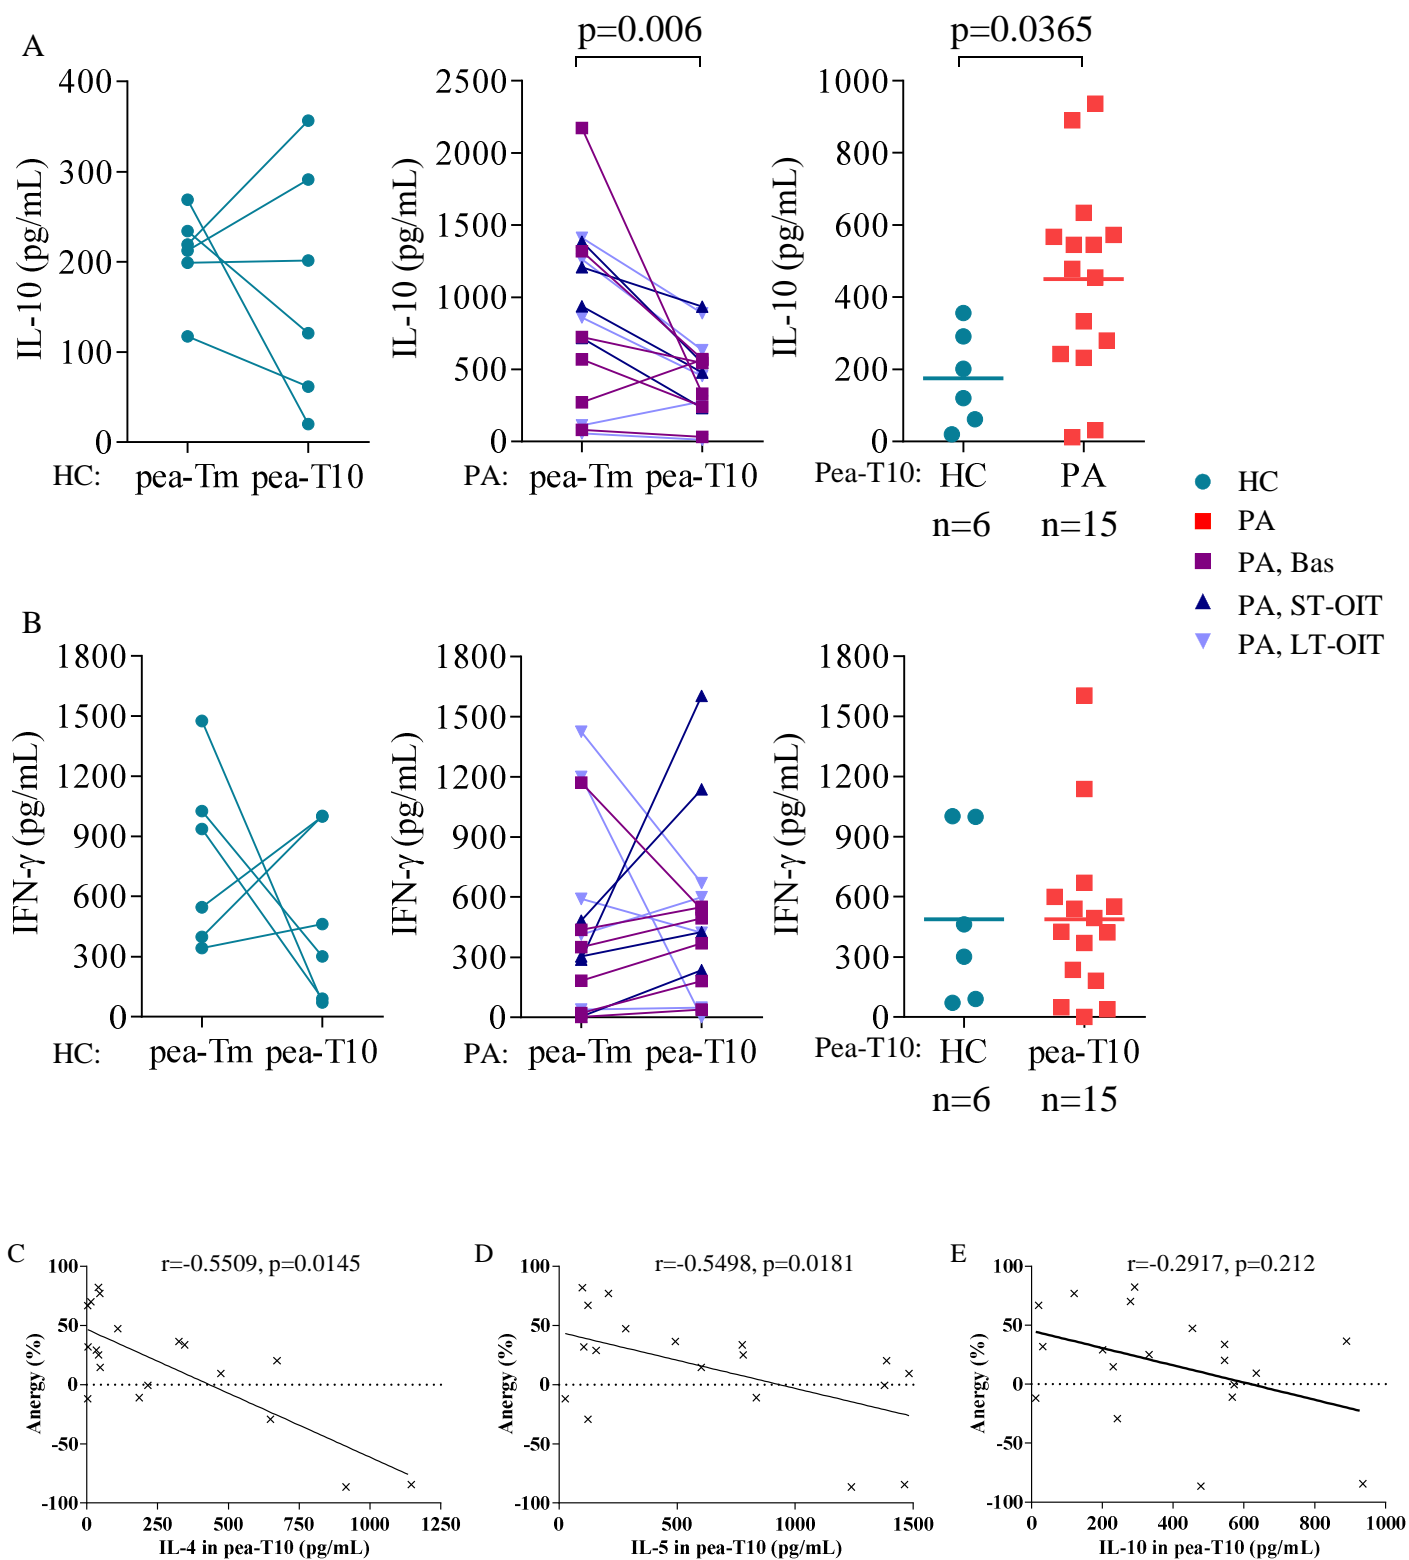 A
p=0.006
p=0.0365
400
300
200
100
0
IL-10 (pg/mL)
HC: pea-Tm pea-T10
2500
2000
1500
1000
500
0
IL-10 (pg/mL)
PA: pea-Tm pea-T10
1000
800
600
400
200
0
IL-10 (pg/mL)
Pea-T10: HC PA
n=6 n=15
HC
PA
PA, Bas
PA, ST-OIT
PA, LT-OIT
B
1800
1500
1200
900
600
300
0
IFN-γ (pg/mL)
HC: pea-Tm pea-T10
1800
1500
1200
900
600
300
0
IFN-γ (pg/mL)
PA: pea-Tm pea-T10
1800
1500
1200
900
600
300
0
IFN-γ (pg/mL)
Pea-T10: HC pea-T10
n=6 n=15
C
r=-0.5509, p=0.0145
100
50
0
-50
-100
Anergy (%)
0 250 500 750 1000 1250
IL-4 in pea-T10 (pg/mL)
D
r=-0.5498, p=0.0181
100
50
0
-50
-100
Anergy (%)
0 500 1000 1500
IL-5 in pea-T10 (pg/mL)
E
r=-0.2917, p=0.212
100
50
0
-50
-100
Anergy (%)
0 200 400 600 800 1000
IL-10 in pea-T10 (pg/mL)